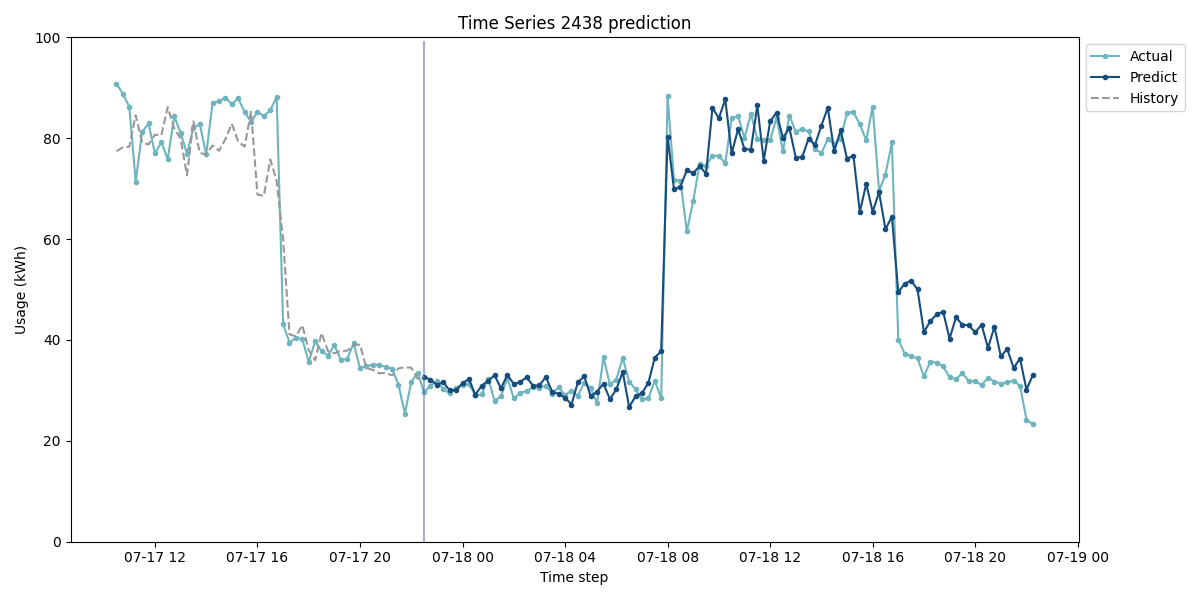 Time Series 2438 prediction
100
80
60
40
20
0
Usage (kWh)
07-17 12
07-17 16
07-17 20
07-18 00
07-18 04
07-18 08
07-18 12
07-18 16
07-18 20
07-19 00
Time step
Actual
Predict
History